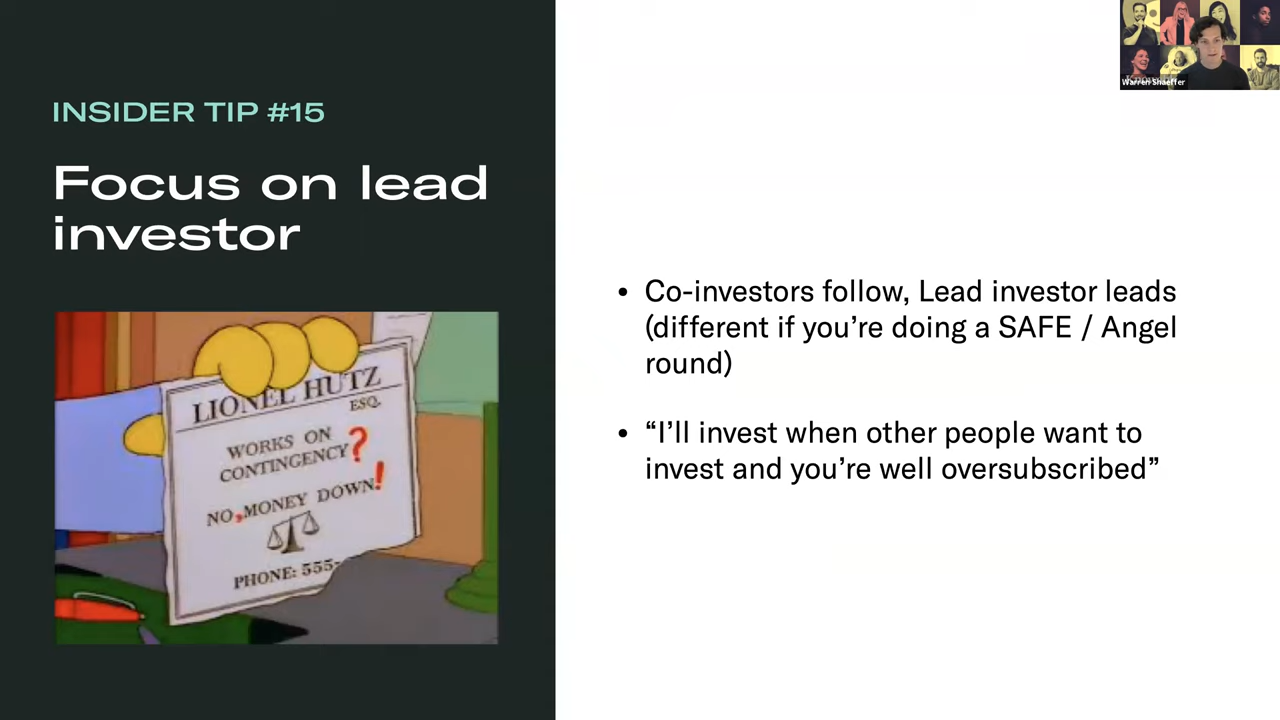 Warren Shaeffer
INSIDER TIP #15
Focus on lead
investor
LIONEL HUTZ
ESQ.
WORKS ON
CONTINGENCY?
NO, MONEY DOWN!
PHONE: 555-
• Co-investors follow, Lead investor leads
(different if you’re doing a SAFE / Angel
round)
• “I’ll invest when other people want to
invest and you’re well oversubscribed”